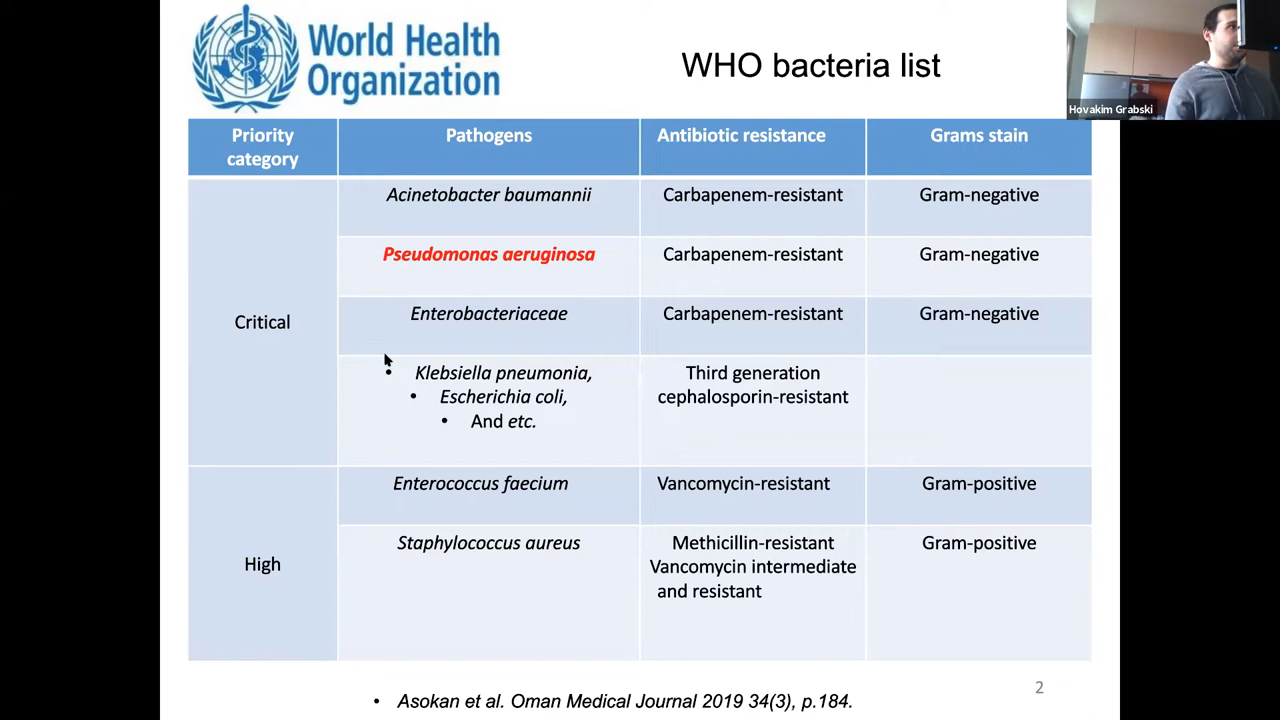 World Health
Organization
WHO bacteria list
Hovakim Grabski
Priority
category
Pathogens
Antibiotic resistance
Grams stain
Critical
Acinetobacter baumannii
Carbapenem-resistant
Gram-negative
Pseudomonas aeruginosa
Carbapenem-resistant
Gram-negative
Enterobacteriaceae
Carbapenem-resistant
Gram-negative
• Klebsiella pneumonia,
• Escherichia coli,
• And etc.
Third generation
cephalosporin-resistant
High
Enterococcus faecium
Vancomycin-resistant
Gram-positive
Staphylococcus aureus
Methicillin-resistant
Vancomycin intermediate
and resistant
Gram-positive
• Asokan et al. Oman Medical Journal 2019 34(3), p.184.
2